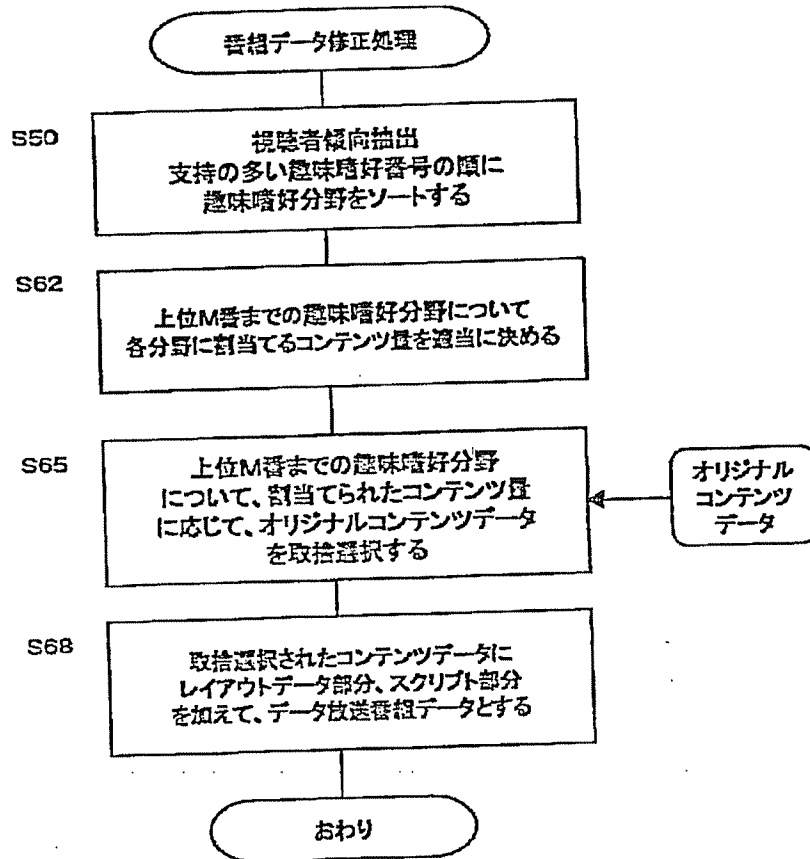 番組データ修正処理
S50
視聴者傾向抽出
支持の多い趣味嗜好番号の順に
趣味嗜好分野をソートする
S62
上位M番までの趣味嗜好分野について
各分野に割当てるコンテンツ量を適当に決める
S65
上位M番までの趣味嗜好分野
について、割当てられたコンテンツ量
に応じて、オリジナルコンテンツデータ
を取捨選択する
オリジナル
コンテンツ
データ
S68
取捨選択されたコンテンツデータに
レイアウトデータ部分、スクリプト部分
を加えて、データ放送番組データとする
おわり